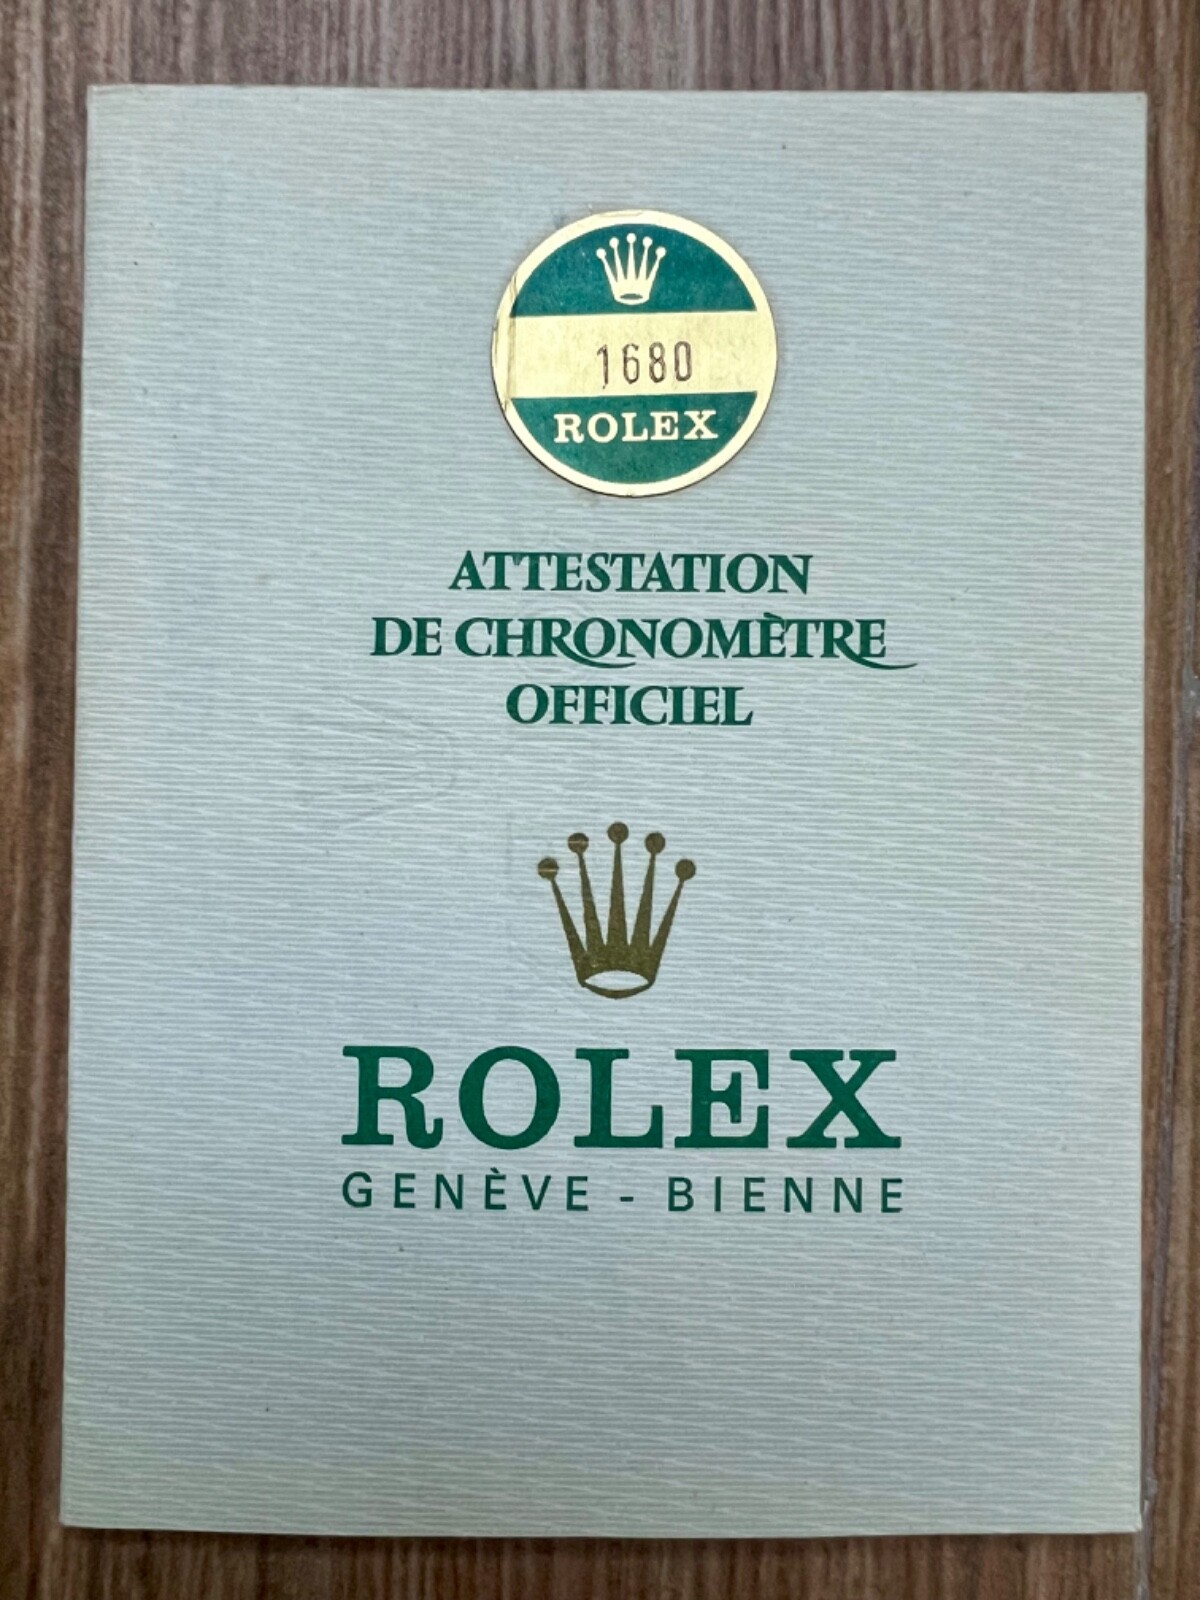 1680
ROLEX
ATTESTATION
DE CHRONOMÈTRE
OFFICIEL
ROLEX
GENÈVE - BIENNE